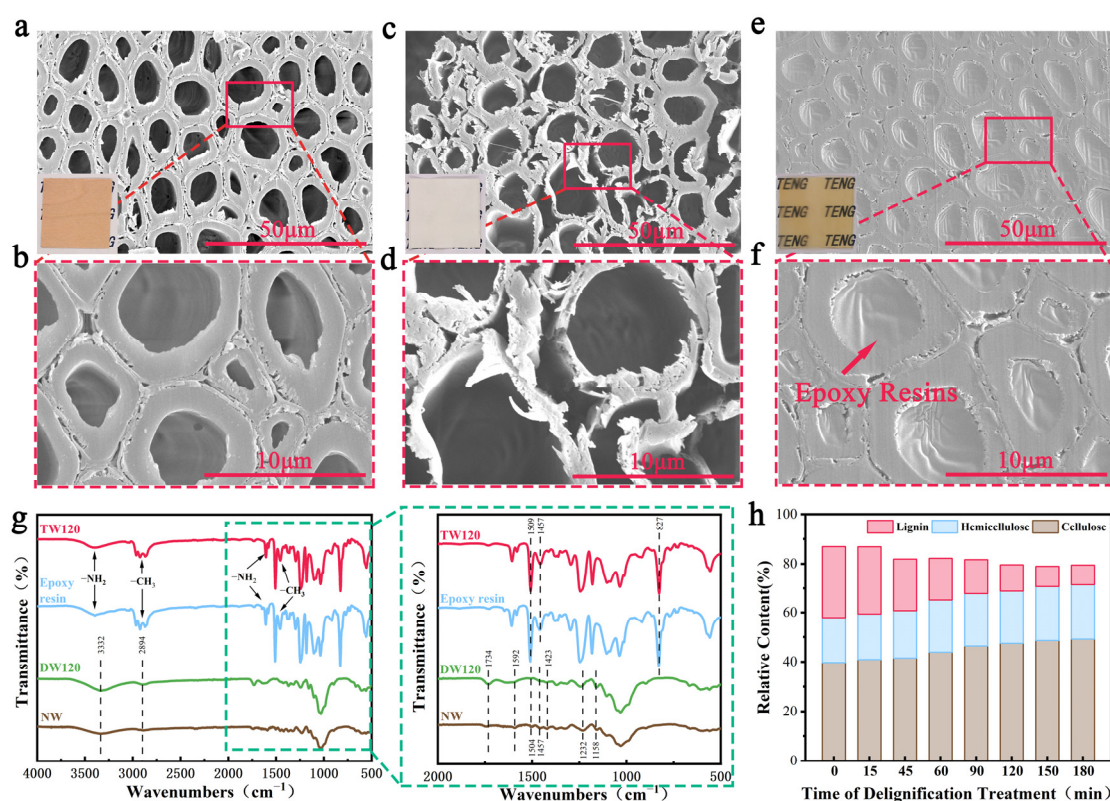 a
c
e
TENG TENG
TENG TENG
TENG TENG
50μm
50μm
50μm
b
d
f
Epoxy Resins
10μm
10μm
10μm
g
TW120
−NH2
−CH3
−NH2
−CH3
Epoxy
resin
3332
2894
DW120
NW
Transmittance (%)
4000 3500 3000 2500 2000 1500 1000 500
Wavenumbers (cm−1)
1509
1457
827
TW120
Epoxy resin
1734
1592
1423
DW120
NW
1504
1457
1232
1158
Transmittance (%)
2000 1500 1000 500
Wavenumbers (cm−1)
h
Lignin Hemicellulose Cellulose
100
80
60
40
20
0
Relative Content(%)
0 15 45 60 90 120 150 180
Time of Delignification Treatment (min)